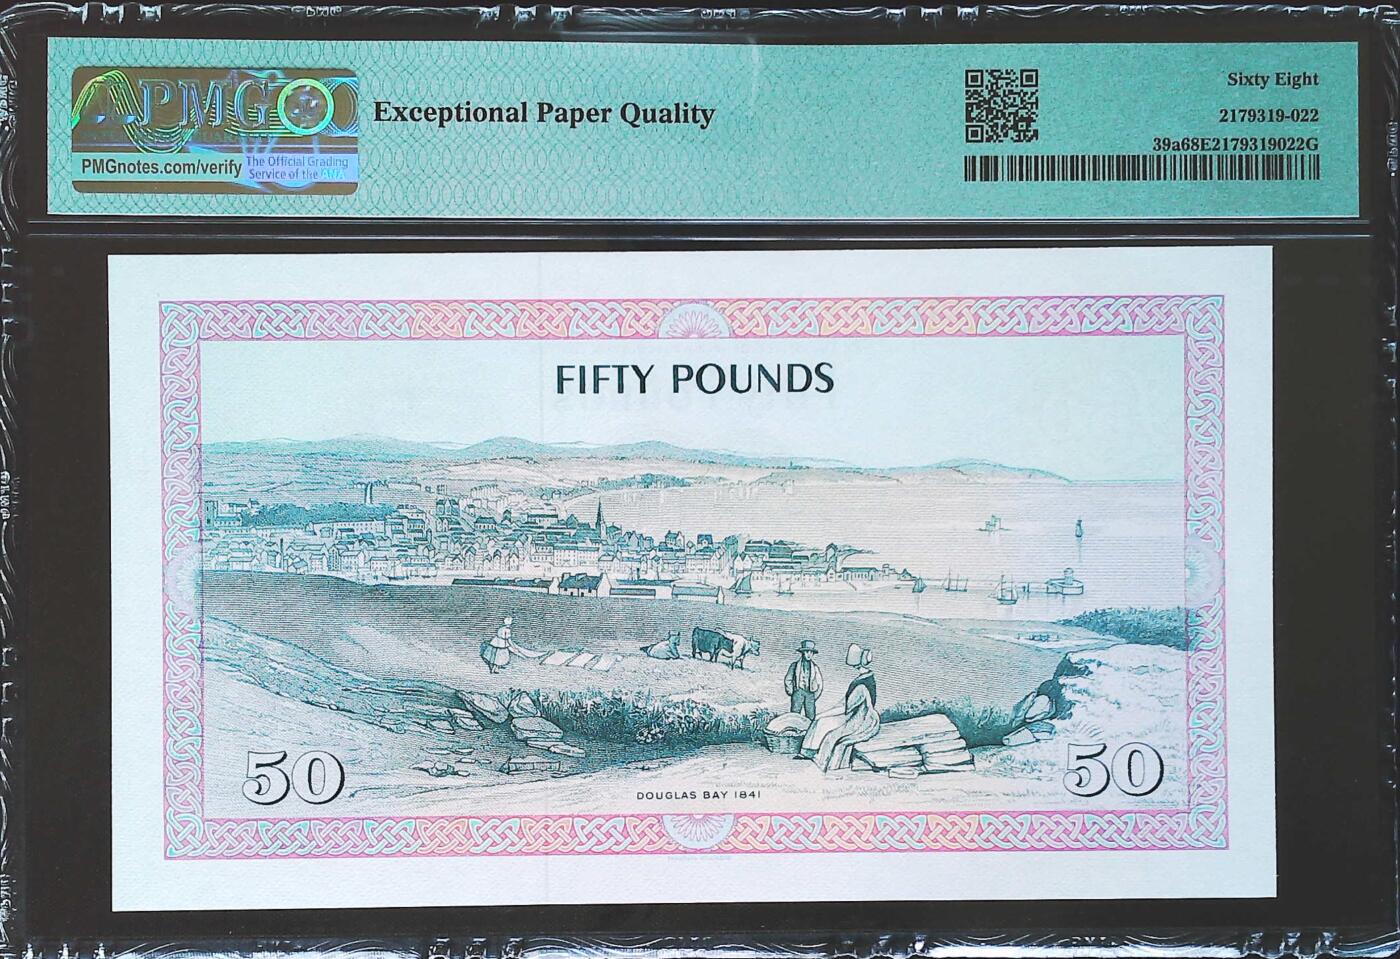 PMG
PMGnotes.com/verify
The Official Grading
Service of the ANA
Exceptional Paper Quality
Sixty Eight
2179319-022
39a68E2179319022G
FIFTY POUNDS
50
50
DOUGLAS BAY 1841